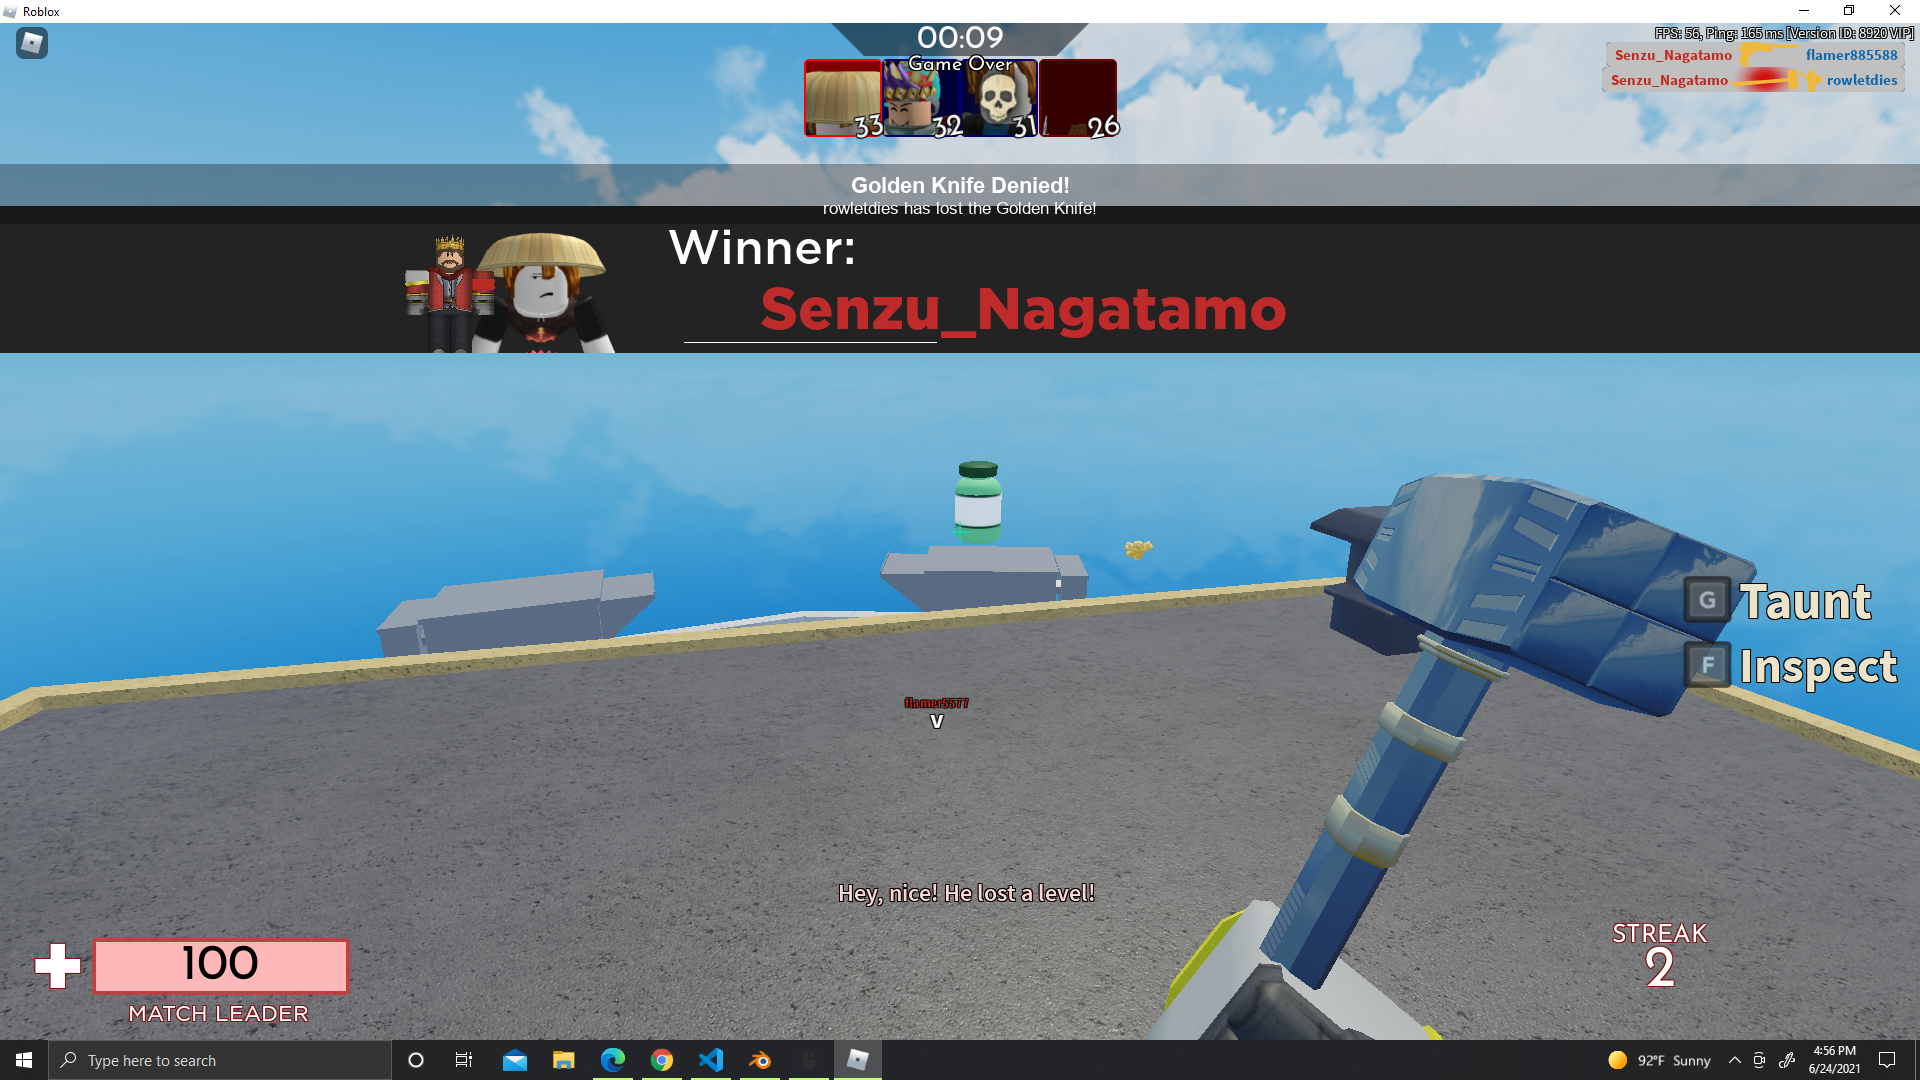 Roblox
00:09
Game Over
FPS: 56, Ping: 165 ms [Version ID: 8920 VIP]
Senzu_Nagatamo flamer885588
Senzu_Nagatamo rowletdies
33 32 31 26
Golden Knife Denied!
rowletdies has lost the Golden Knife!
Winner:
Senzu_Nagatamo
G Taunt
F Inspect
flamer5577
V
Hey, nice! He lost a level!
100
MATCH LEADER
STREAK
2
Type here to search
92°F Sunny
4:56 PM
6/24/2021